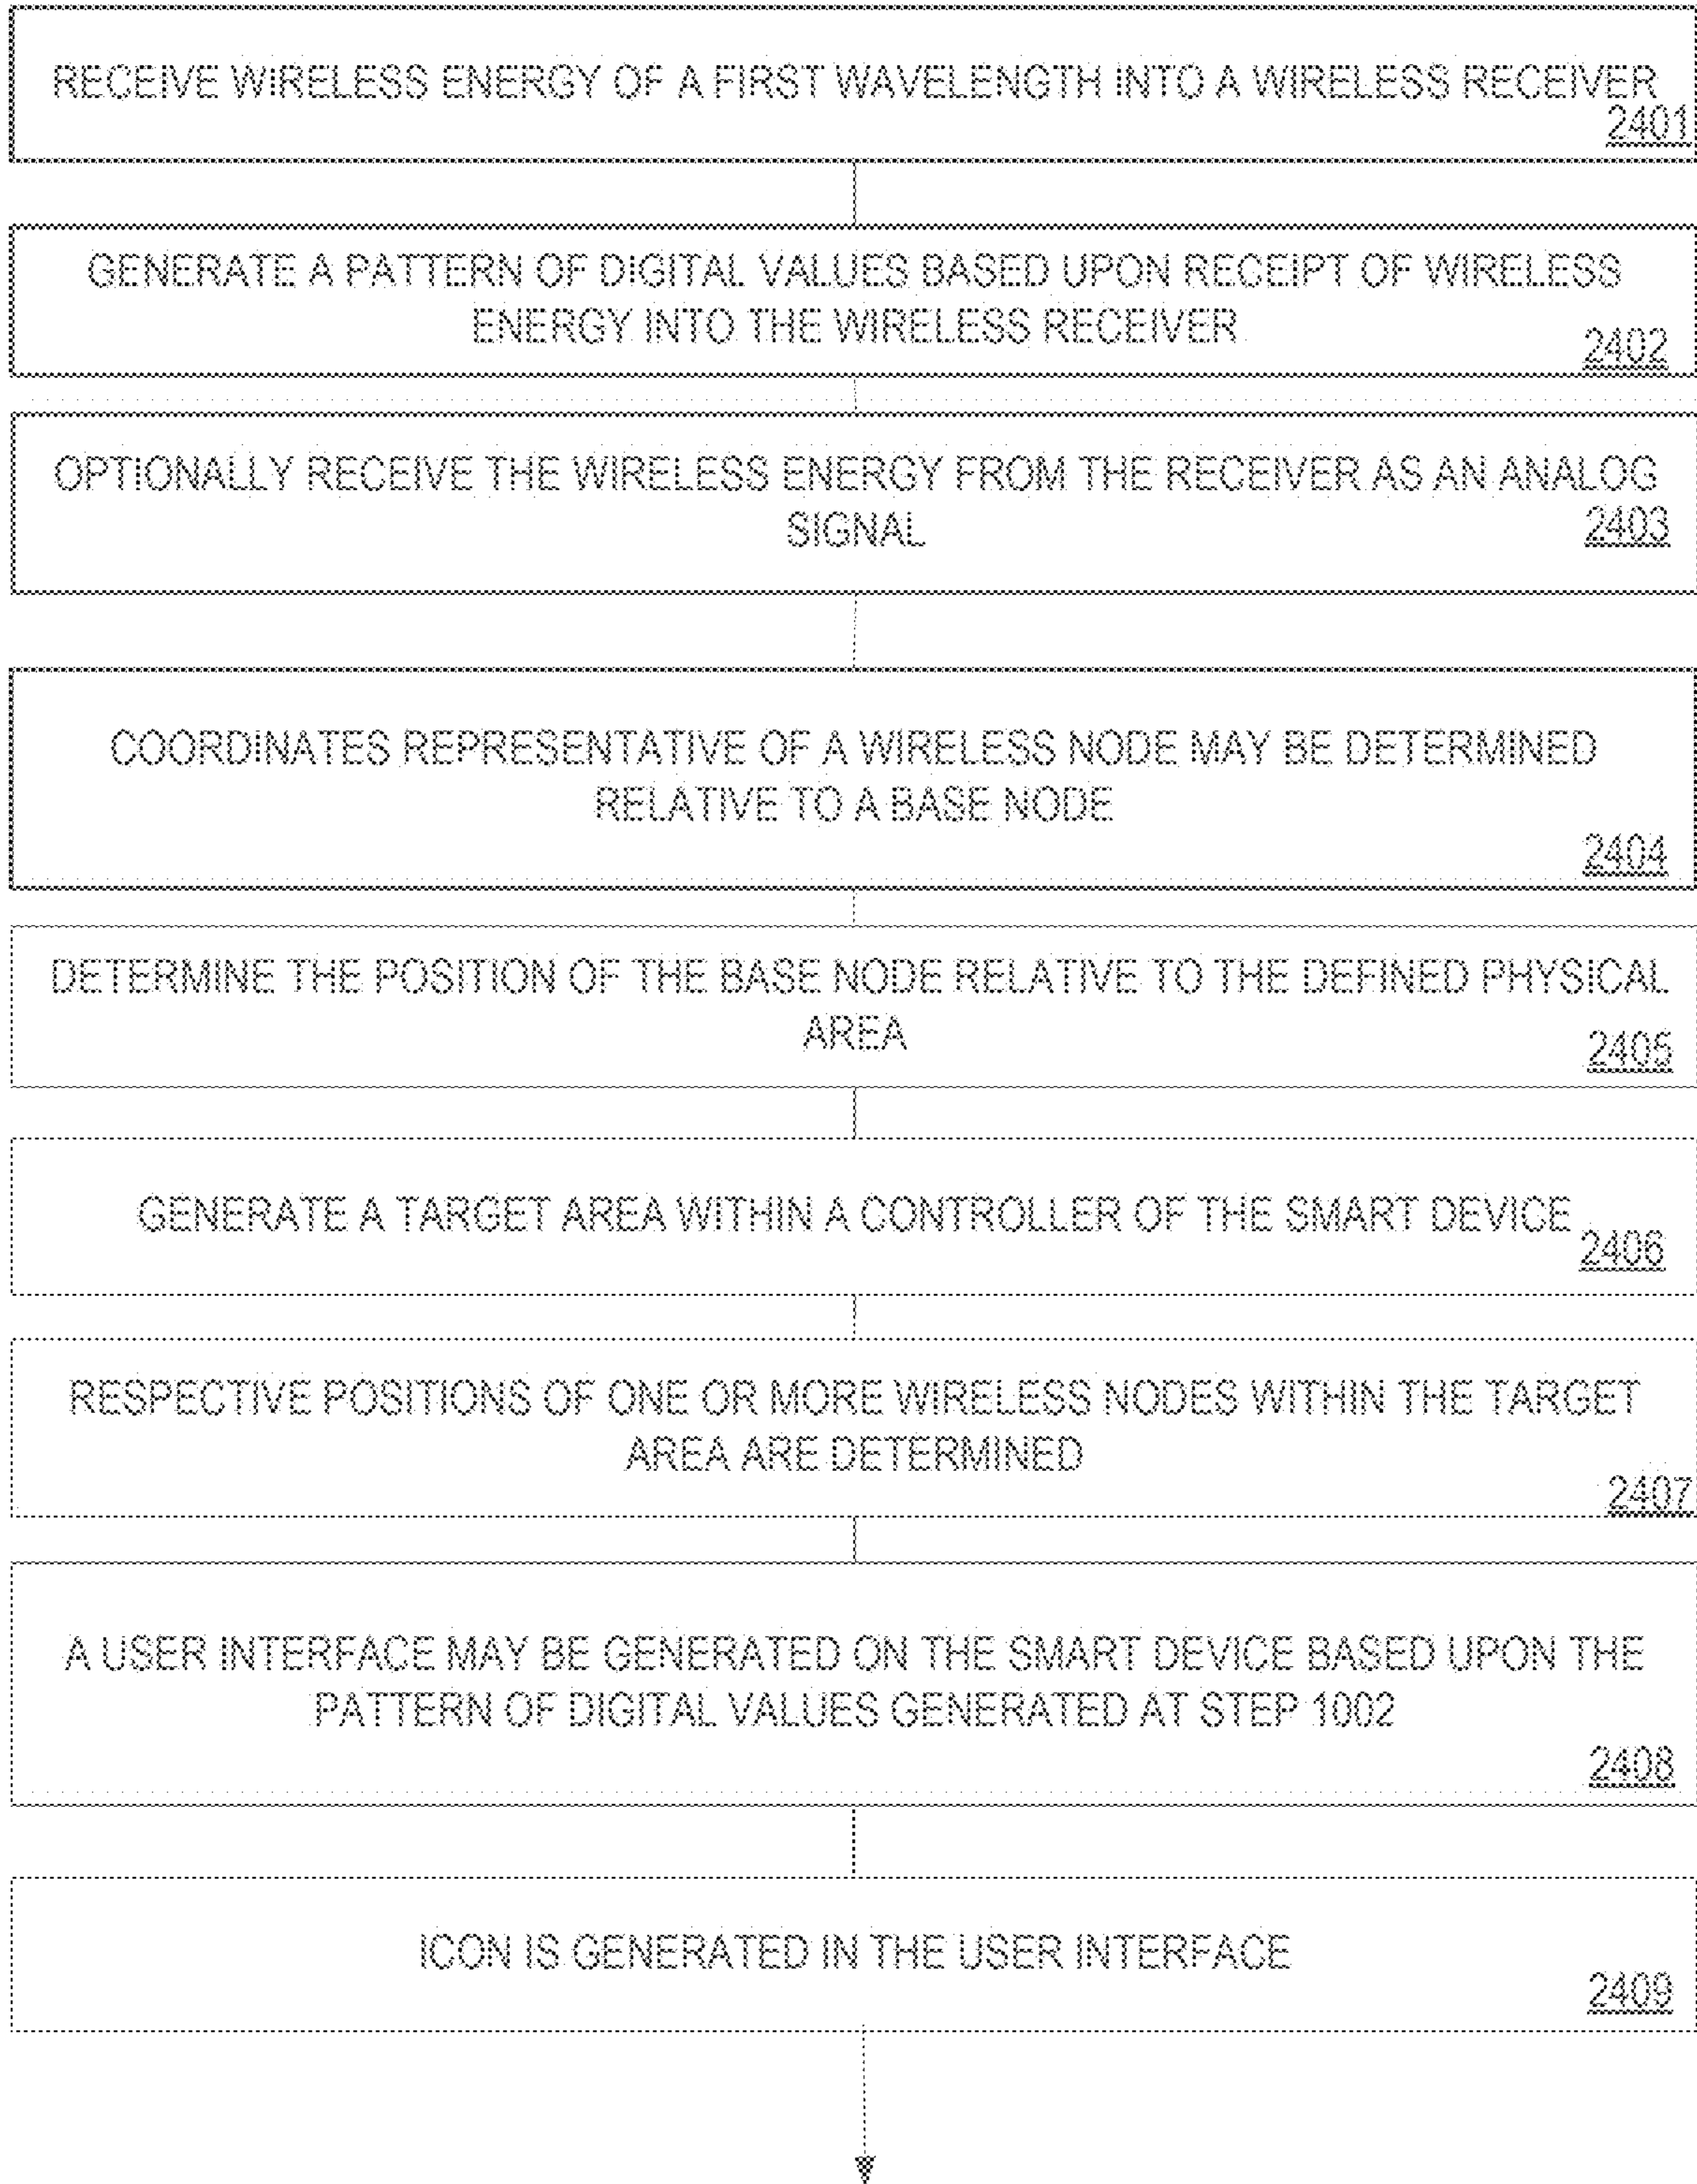 RECEIVE WIRELESS ENERGY OF A FIRST WAVELENGTH INTO A WIRELESS RECEIVER
2401
GENERATE A PATTERN OF DIGITAL VALUES BASED UPON RECEIPT OF WIRELESS
ENERGY INTO THE WIRELESS RECEIVER
2402
OPTIONALLY RECEIVE THE WIRELESS ENERGY FROM THE RECEIVER AS AN ANALOG
SIGNAL
2403
COORDINATES REPRESENTATIVE OF A WIRELESS NODE MAY BE DETERMINED
RELATIVE TO A BASE NODE
2404
DETERMINE THE POSITION OF THE BASE NODE RELATIVE TO THE DEFINED PHYSICAL
AREA
2405
GENERATE A TARGET AREA WITHIN A CONTROLLER OF THE SMART DEVICE
2406
RESPECTIVE POSITIONS OF ONE OR MORE WIRELESS NODES WITHIN THE TARGET
AREA ARE DETERMINED
2407
A USER INTERFACE MAY BE GENERATED ON THE SMART DEVICE BASED UPON THE
PATTERN OF DIGITAL VALUES GENERATED AT STEP 1002
2408
ICON IS GENERATED IN THE USER INTERFACE
2409